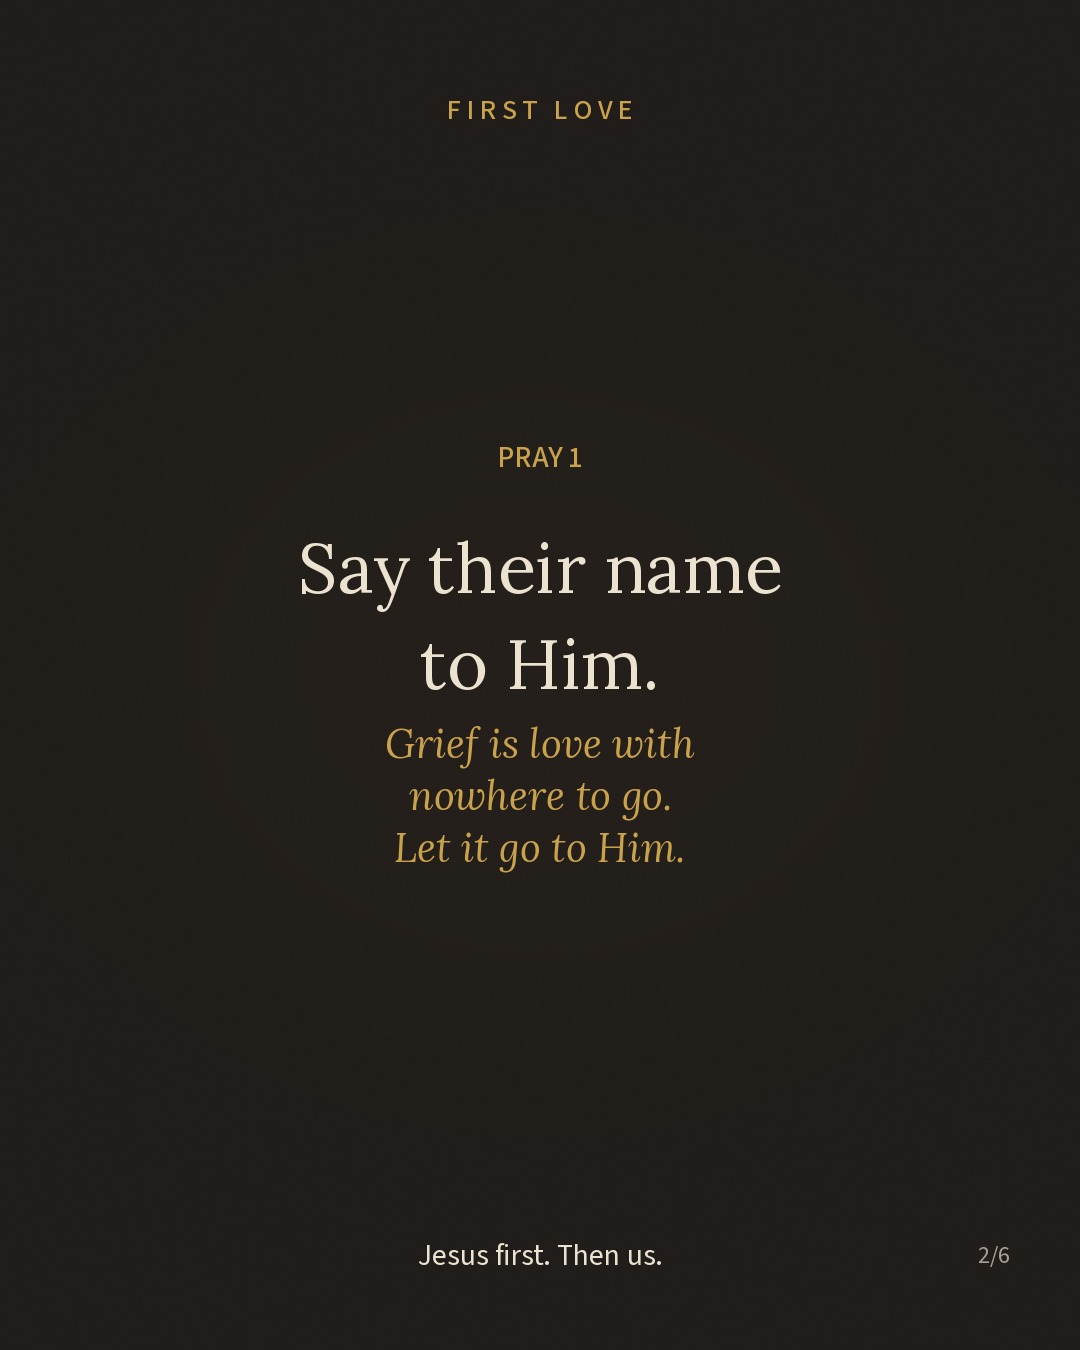 FIRST LOVE
PRAY 1
Say their name
to Him.
Grief is love with
nowhere to go.
Let it go to Him.
Jesus first. Then us.
2/6